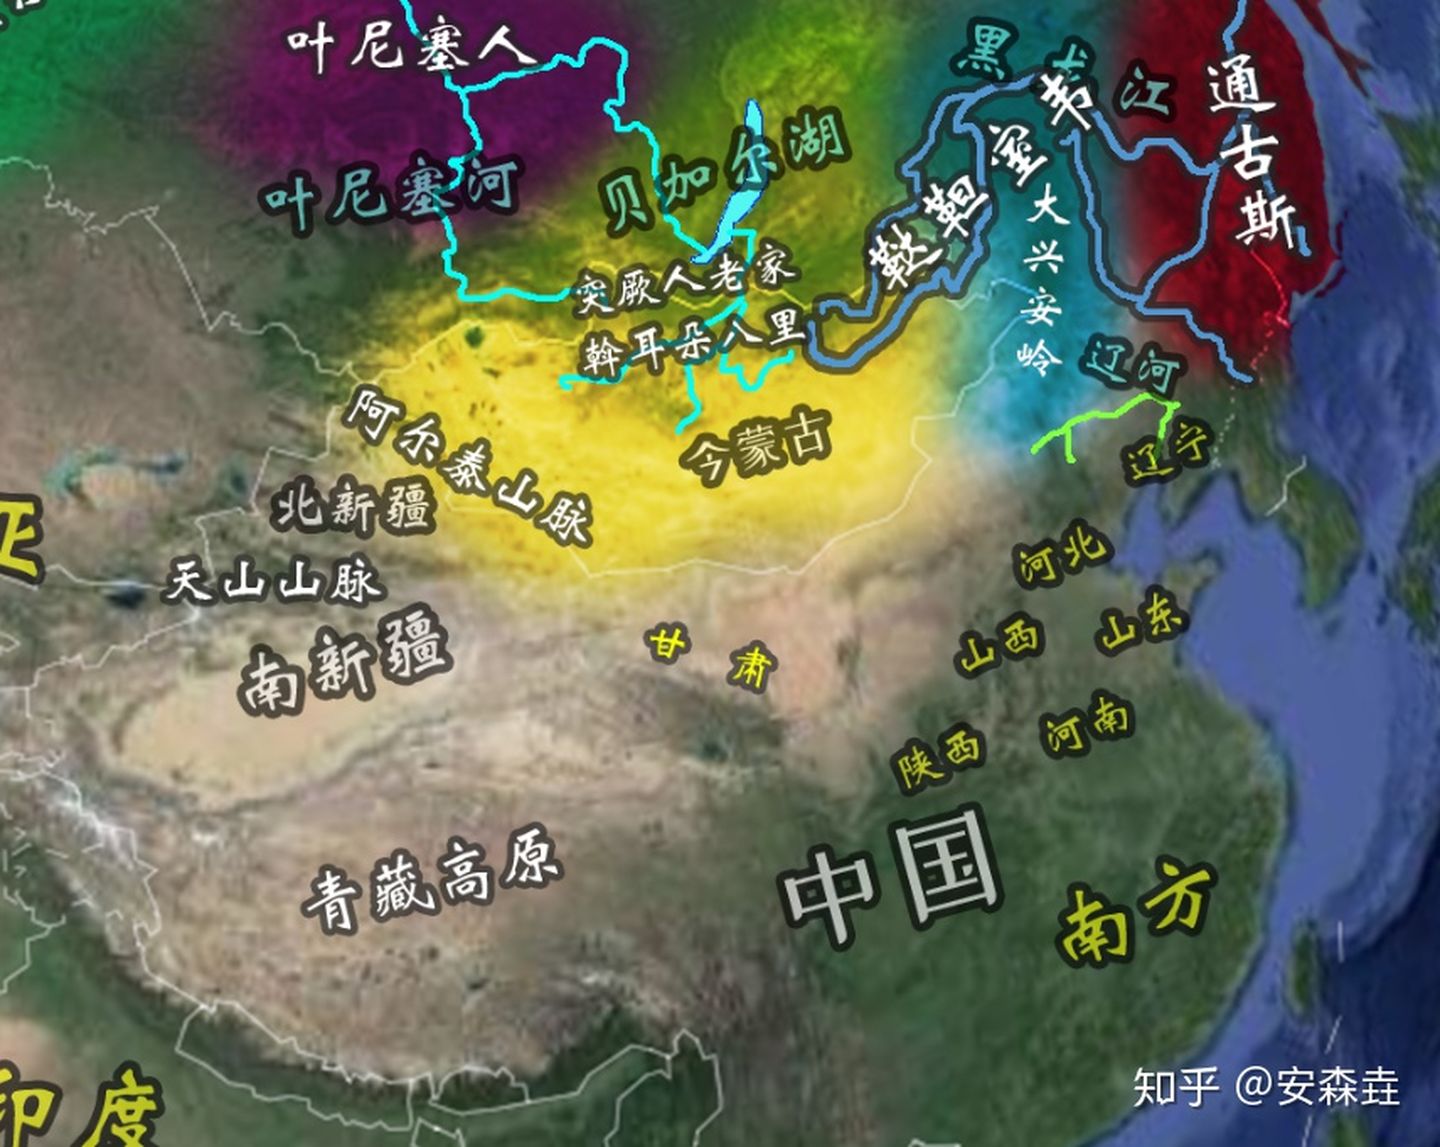 叶尼塞人
黑龙江
通古斯
室韦
叶尼塞河
贝加尔湖
鞑靼
大兴安岭
突厥人老家
斡耳朵八里
辽河
阿尔泰山脉
今蒙古
辽宁
北新疆
河北
天山山脉
南新疆
甘肃
山西
山东
陕西
河南
中国
青藏高原
南方
印度
知乎 @安森垚